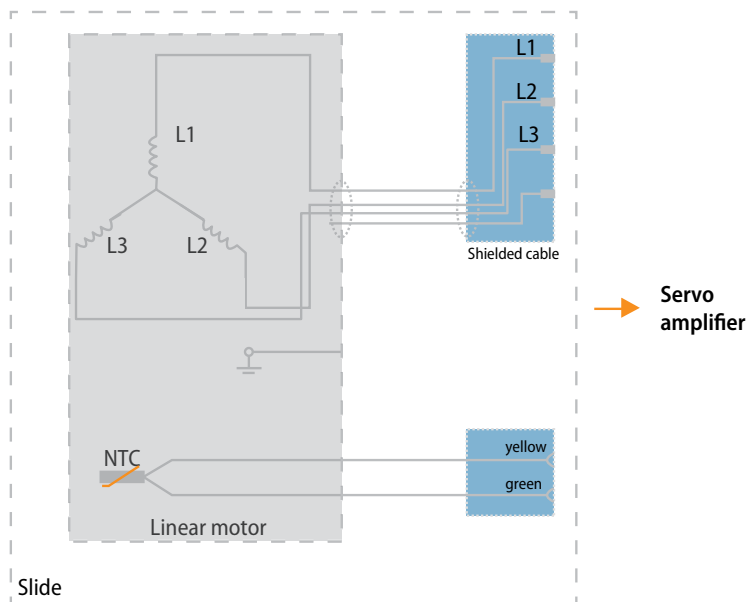 L1
L2
L3
L1
L3
L2
Shielded cable
Servo
amplifier
NTC
yellow
green
Linear motor
Slide